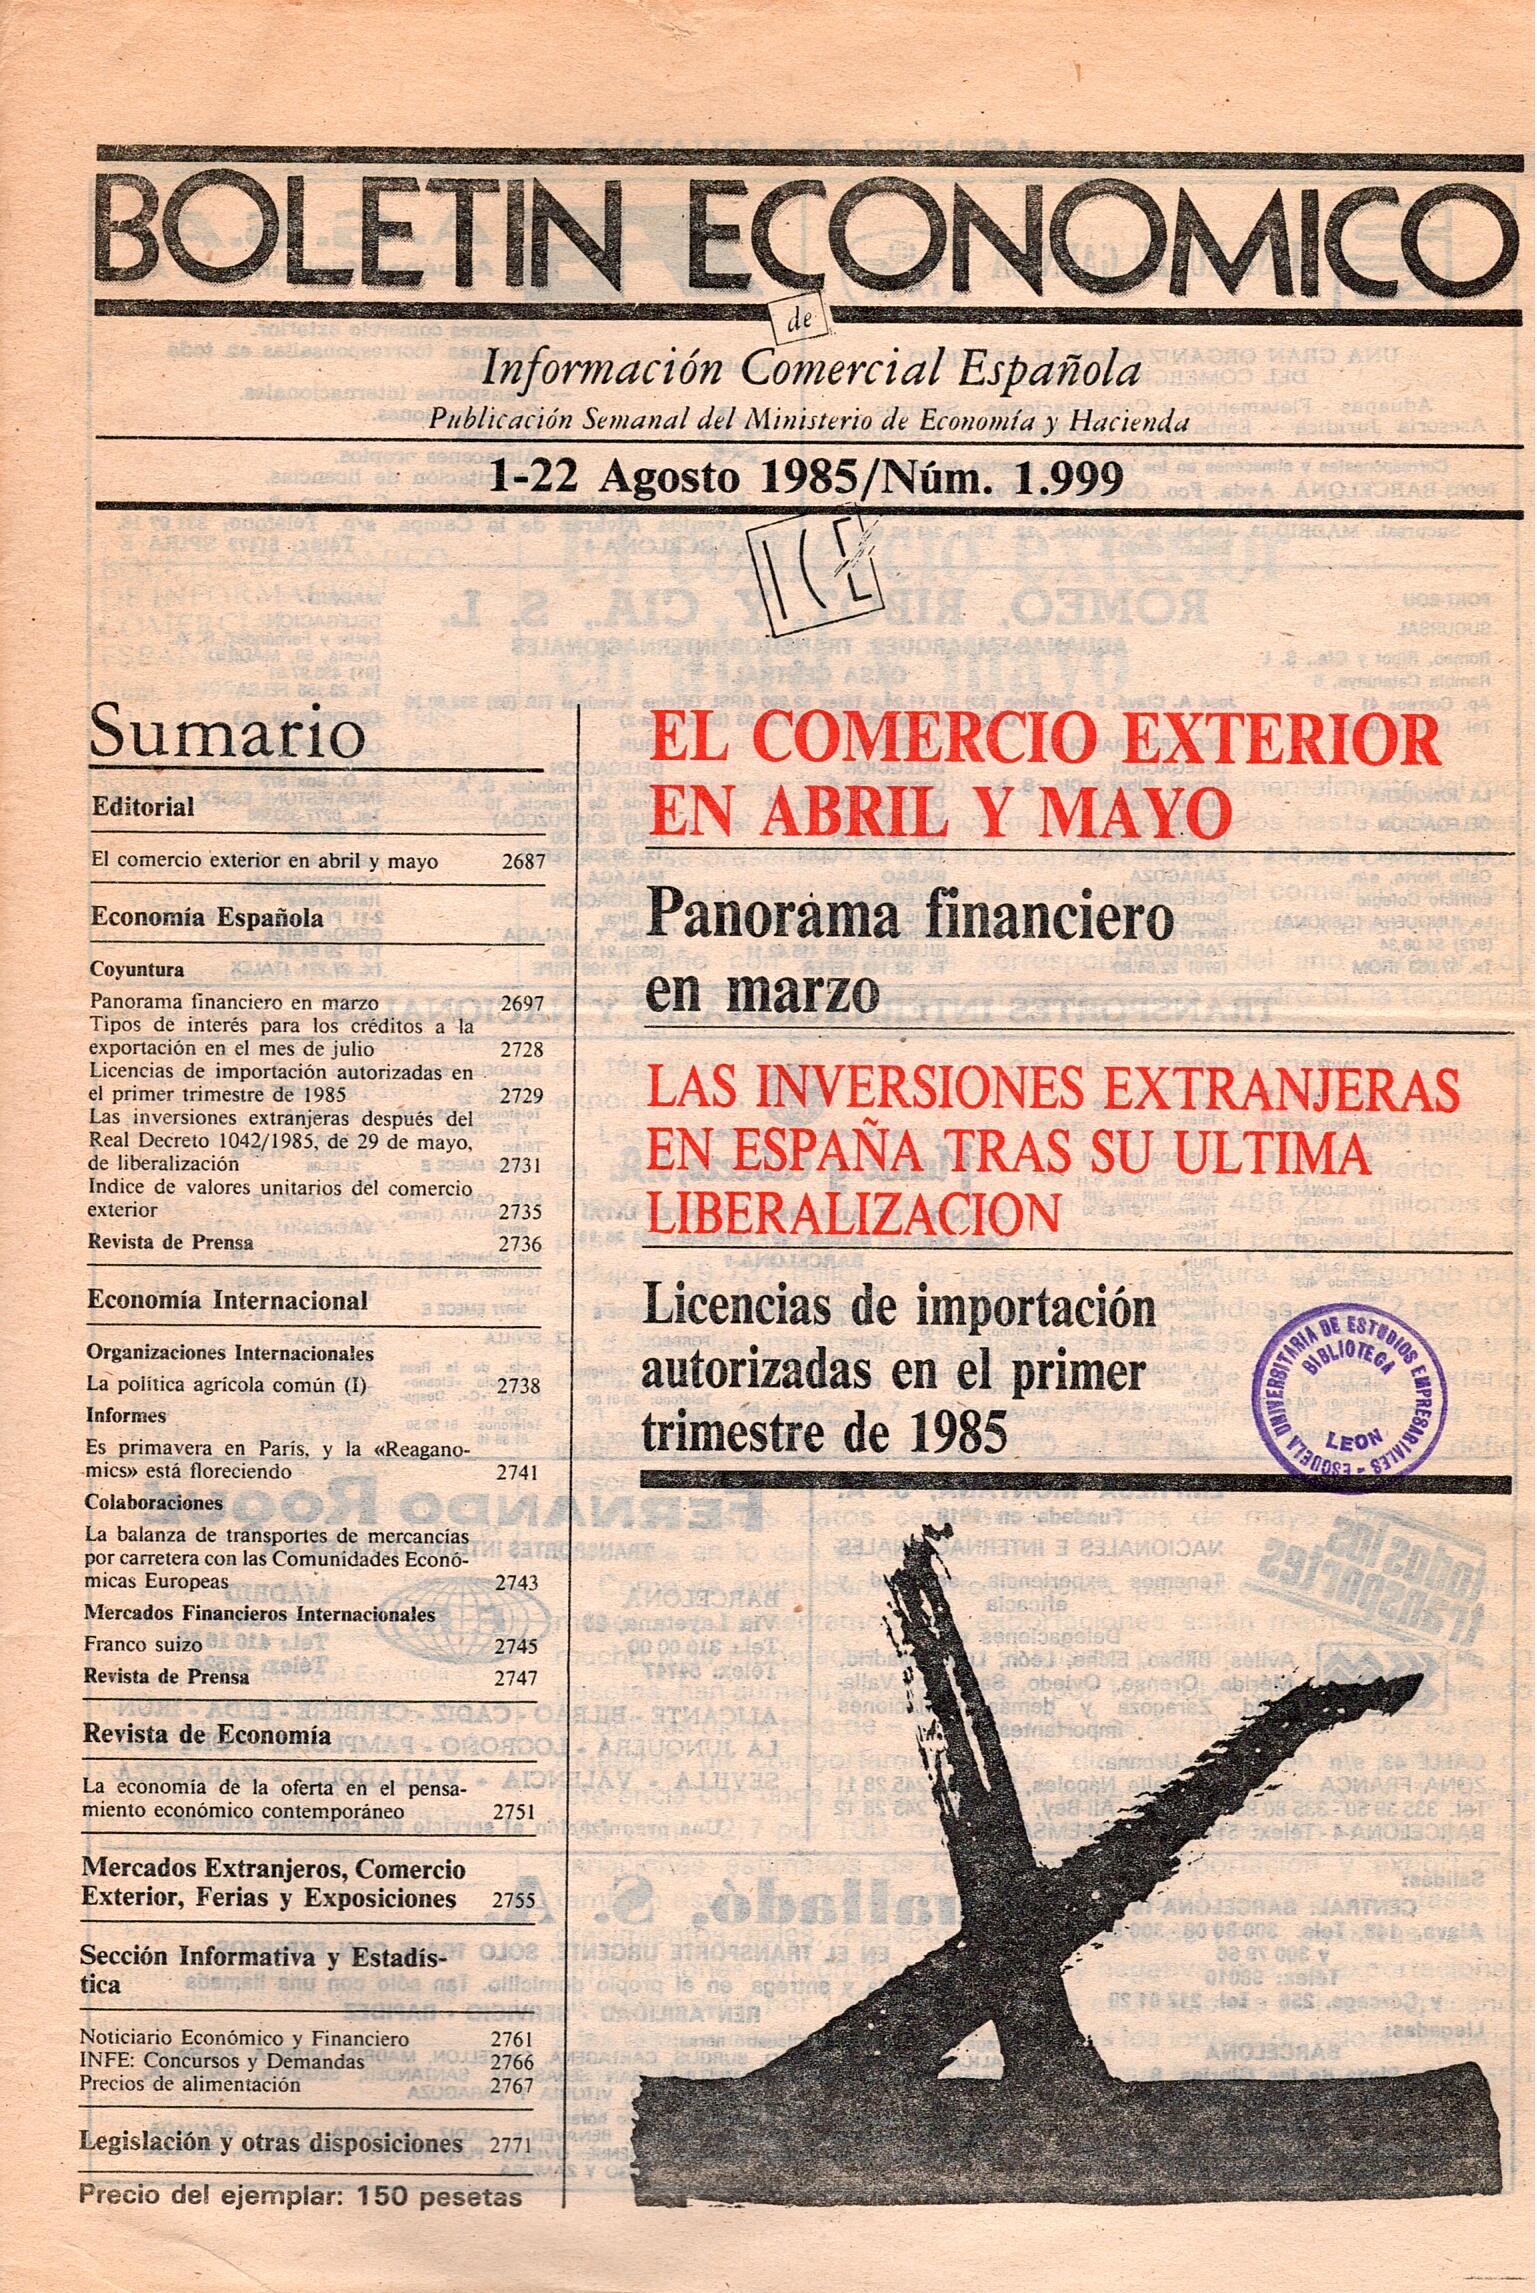 BOLETIN ECONOMICO
de
Información Comercial Española
Publicación Semanal del Ministerio de Economía y Hacienda
1-22 Agosto 1985/Núm. 1.999
ICE
Sumario
Editorial
El comercio exterior en abril y mayo 2687
Economía Española
Coyuntura
Panorama financiero en marzo 2697
Tipos de interés para los créditos a la
exportación en el mes de julio 2728
Licencias de importación autorizadas en
el primer trimestre de 1985 2729
Las inversiones extranjeras después del
Real Decreto 1042/1985, de 29 de mayo,
de liberalización 2731
Indice de valores unitarios del comercio
exterior 2735
Revista de Prensa 2736
Economía Internacional
Organizaciones Internacionales
La política agrícola común (I) 2738
Informes
Es primavera en París, y la «Reagano-
mics» está floreciendo 2741
Colaboraciones
La balanza de transportes de mercancías
por carretera con las Comunidades Econó-
micas Europeas 2743
Mercados Financieros Internacionales
Franco suizo 2745
Revista de Prensa 2747
Revista de Economía
La economía de la oferta en el pensa-
miento económico contemporáneo 2751
Mercados Extranjeros, Comercio
Exterior, Ferias y Exposiciones 2755
Sección Informativa y Estadís-
tica
Noticiario Económico y Financiero 2761
INFE: Concursos y Demandas 2766
Precios de alimentación 2767
Legislación y otras disposiciones 2771
Precio del ejemplar: 150 pesetas
EL COMERCIO EXTERIOR
EN ABRIL Y MAYO
Panorama financiero
en marzo
LAS INVERSIONES EXTRANJERAS
EN ESPAÑA TRAS SU ULTIMA
LIBERALIZACION
Licencias de importación
autorizadas en el primer
trimestre de 1985
ESCUELA UNIVERSITARIA DE ESTUDIOS EMPRESARIALES -
BIBLIOTECA
LEON